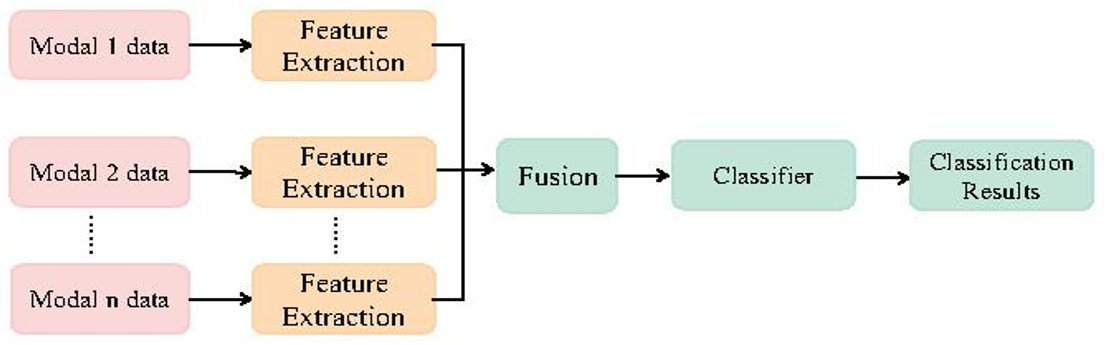 Modal 1 data
Feature
Extraction
Modal 2 data
Feature
Extraction
Fusion
Classifier
Classification
Results
Modal n data
Feature
Extraction